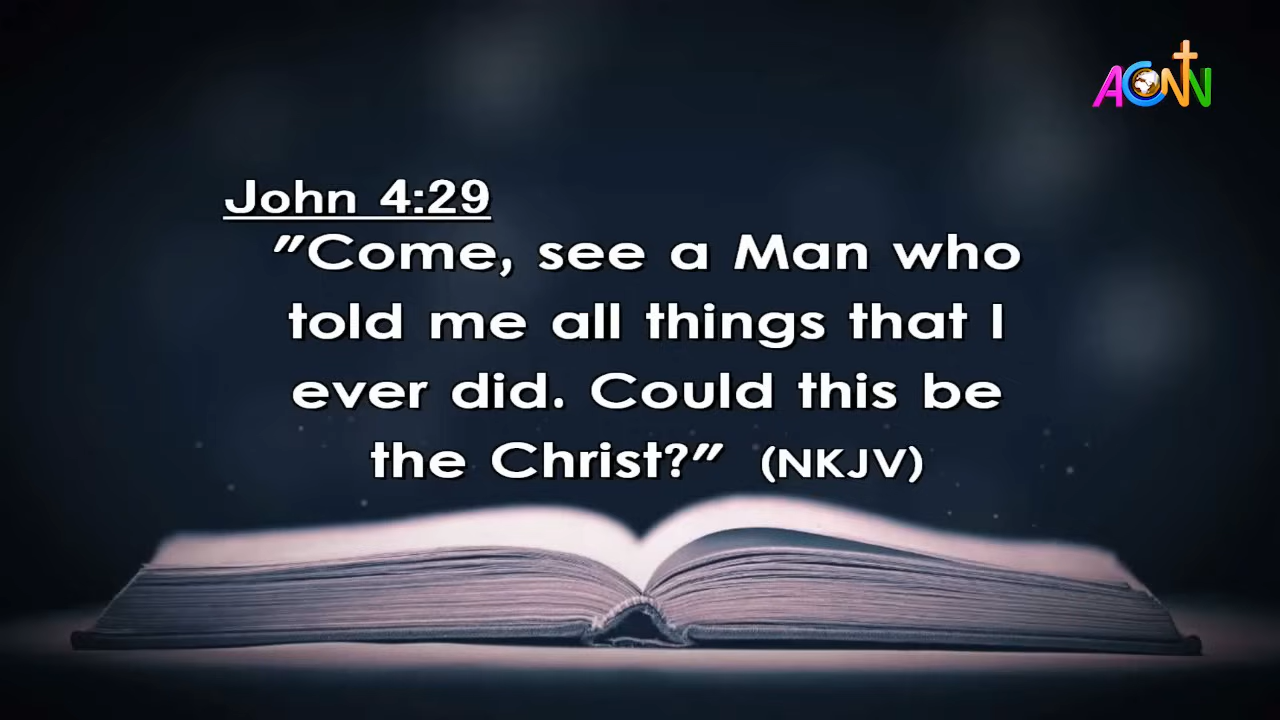 ACNN
John 4:29
"Come, see a Man who
told me all things that I
ever did. Could this be
the Christ?" (NKJV)